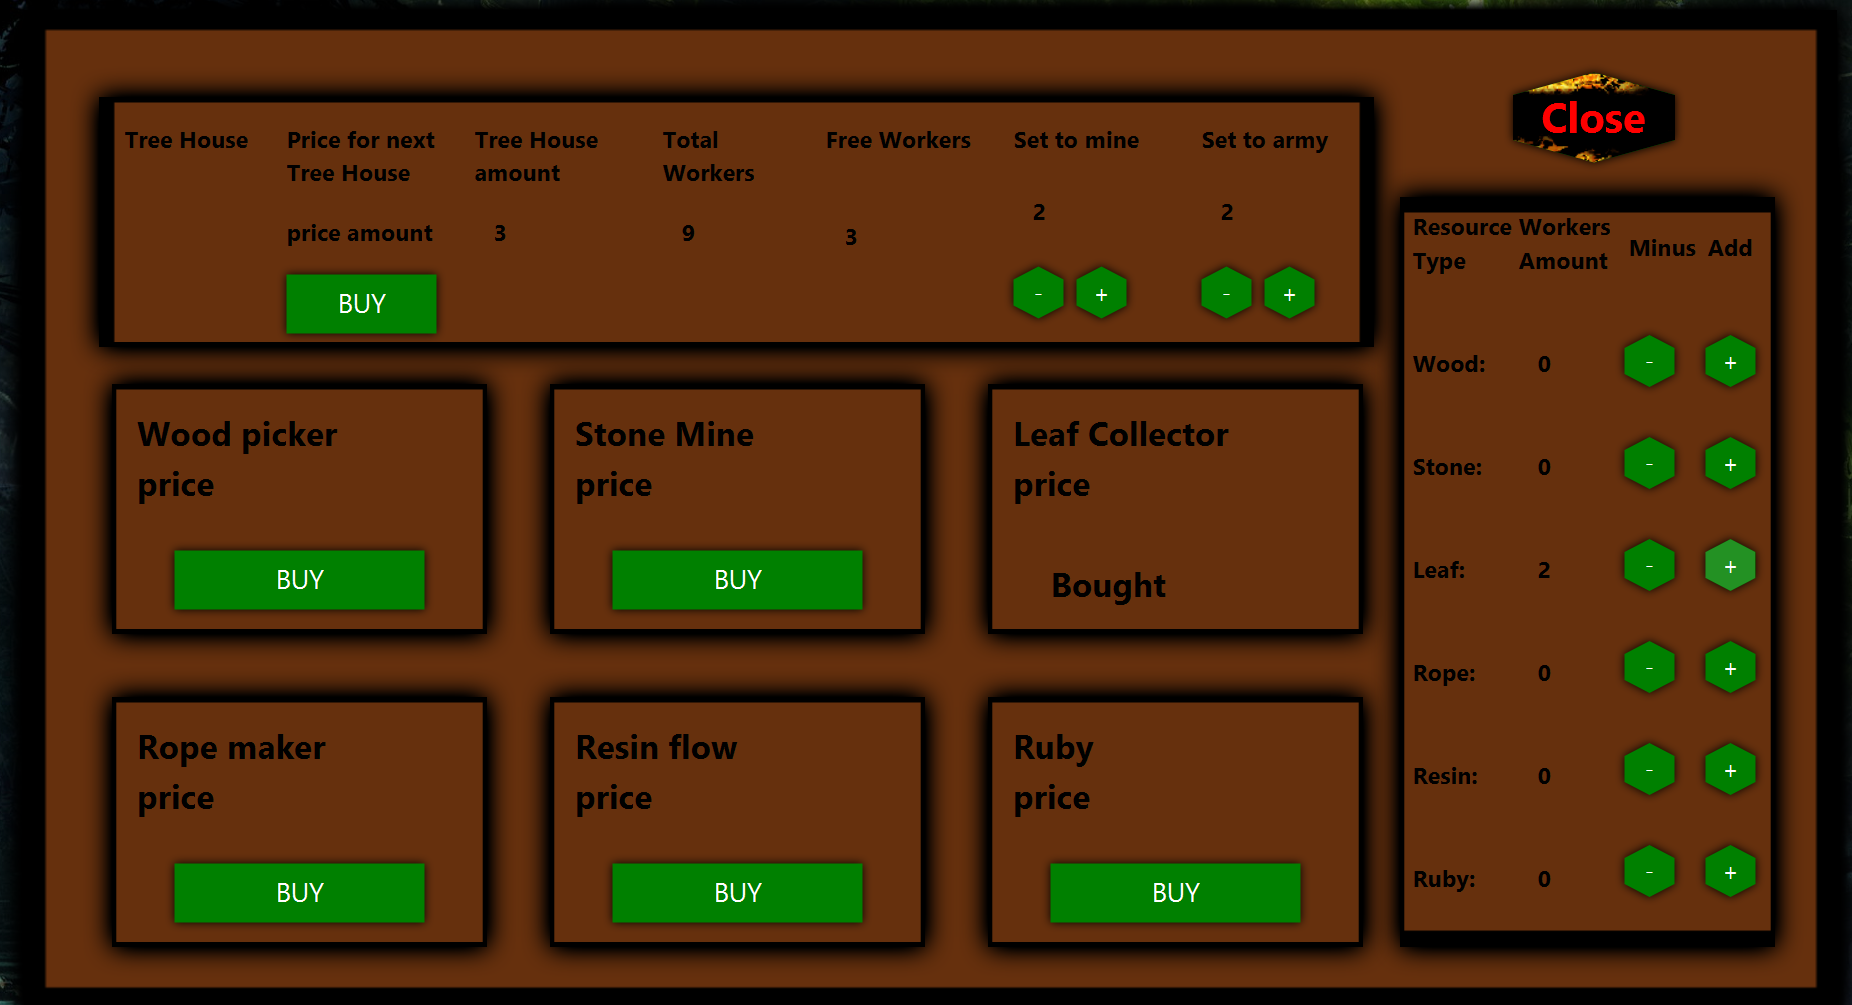 Close
Tree House
Price for next
Tree House
price amount
BUY
Tree House
amount
3
Total
Workers
9
Free Workers
3
Set to mine
2
- +
Set to army
2
- +
Wood picker
price
BUY
Stone Mine
price
BUY
Leaf Collector
price
Bought
Rope maker
price
BUY
Resin flow
price
BUY
Ruby
price
BUY
Resource Type
Workers Amount
Minus
Add
Wood: 0 - +
Stone: 0 - +
Leaf: 2 - +
Rope: 0 - +
Resin: 0 - +
Ruby: 0 - +